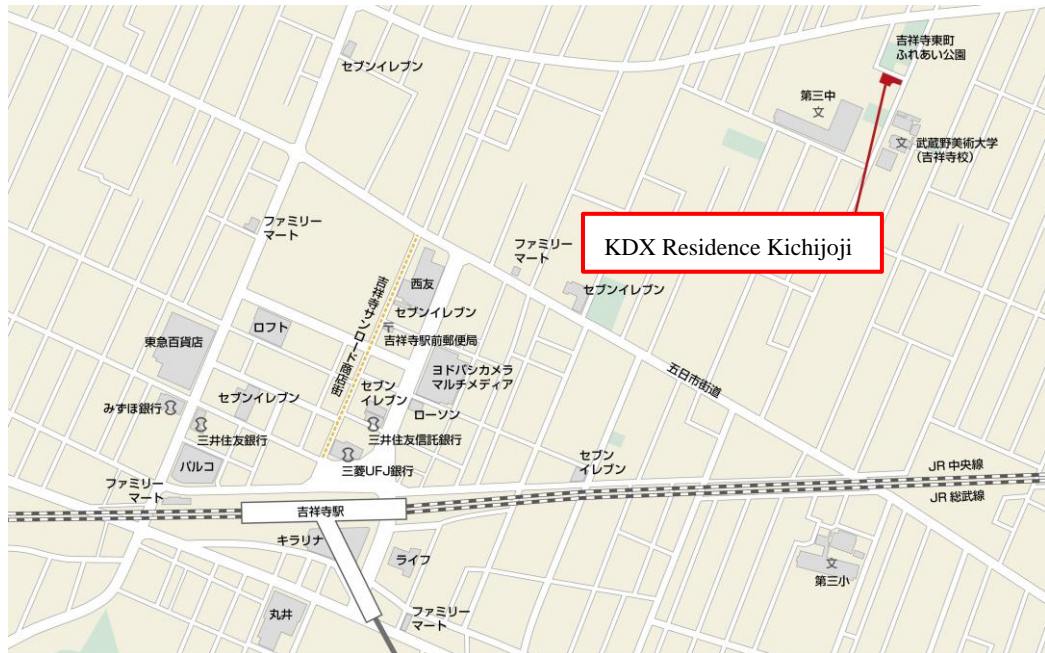 吉祥寺東町
ふれあい公園
セブンイレブン
第三中
文
文
武蔵野美術大学
(吉祥寺校)
ファミリー
マート
KDX Residence Kichijoji
ファミリー
マート
西友
セブンイレブン
セブンイレブン
吉祥寺サンロード商店街
ロフト
〒
吉祥寺駅前郵便局
東急百貨店
ヨドバシカメラ
マルチメディア
五日市街道
セブン
イレブン
セブンイレブン
みずほ銀行
ローソン
三井住友銀行
三井住友信託銀行
パルコ
三菱UFJ銀行
セブン
イレブン
JR 中央線
ファミリー
マート
JR 総武線
吉祥寺駅
キラリナ
ライフ
文
第三小
丸井
ファミリー
マート